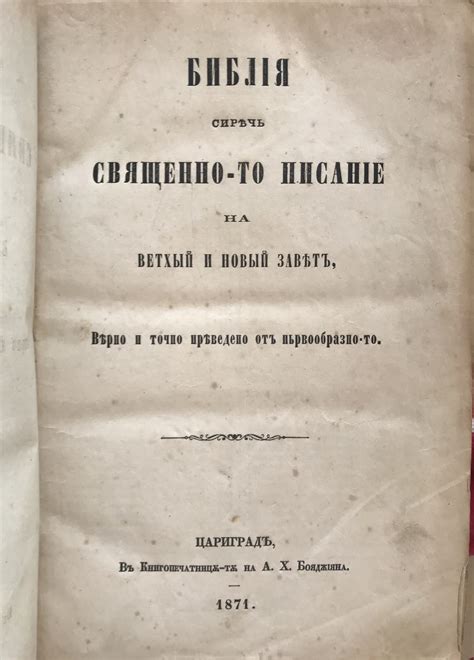 БИБЛІЯ
СИРѢЧЬ
СВЯЩЕННО-ТО ПИСАНІЕ
НА
ВЕТХЫЙ И НОВЫЙ ЗАВѢТЪ,
Вѣрно и точно прѣведено отъ първообразно-то.
ЦАРИГРАДЪ,
Въ Книгопечатницѫ-тѫ на А. Х. Бояджіяна.
1871.